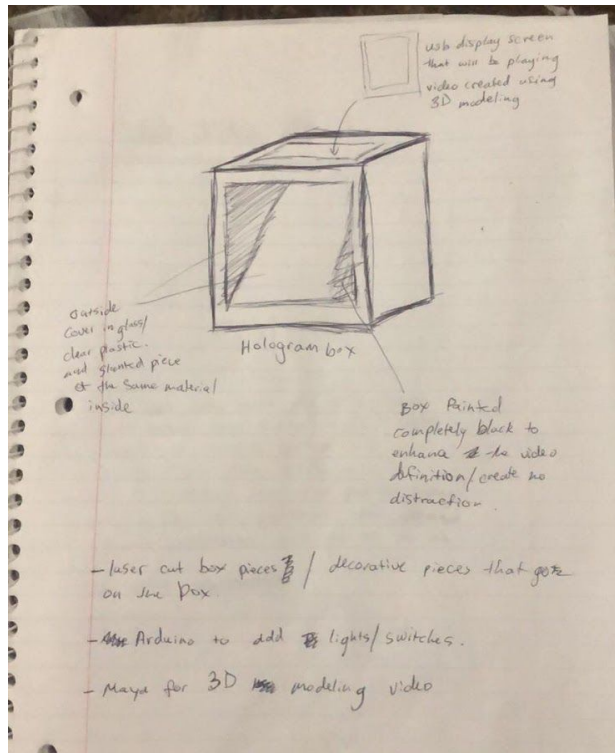 usb display screen
that will be playing
video created using
3D modeling
outside
cover in glass/
clear plastic.
and slanted piece
of the same material
inside
Hologram box
Box Painted
completely black to
enhance the video
definition/create no
distraction.
- laser cut box pieces / decorative pieces that go
on the box
- Arduino to add lights/switches.
- Maya for 3D modeling video